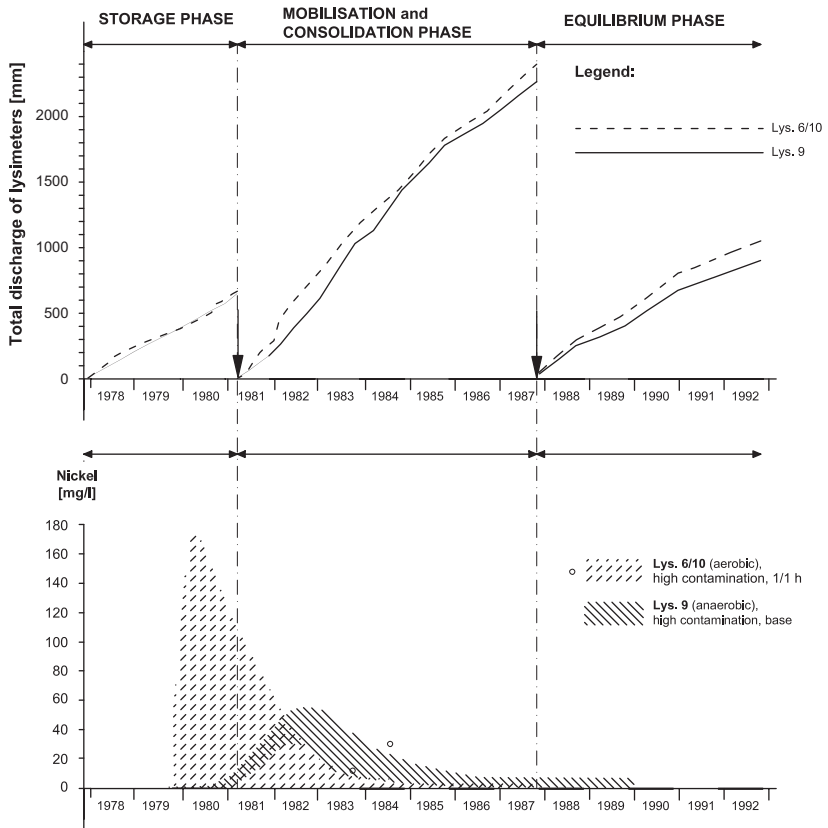 STORAGE PHASE
MOBILISATION and
CONSOLIDATION PHASE
EQUILIBRIUM PHASE
Total discharge of lysimeters [mm]
2000
1500
1000
500
0
Legend:
Lys. 6/10
Lys. 9
1978 1979 1980 1981 1982 1983 1984 1985 1986 1987 1988 1989 1990 1991 1992
Nickel
[mg/l]
180
160
140
120
100
80
60
40
20
0
Lys. 6/10 (aerobic),
high contamination, 1/1 h
Lys. 9 (anaerobic),
high contamination, base
1978 1979 1980 1981 1982 1983 1984 1985 1986 1987 1988 1989 1990 1991 1992